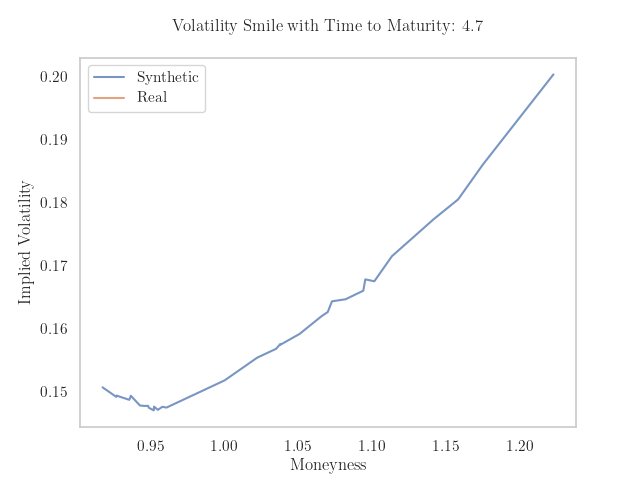 Volatility Smile with Time to Maturity: 4.7
Synthetic
Real
0.20
0.19
0.18
0.17
0.16
0.15
Implied Volatility
0.95
1.00
1.05
1.10
1.15
1.20
Moneyness